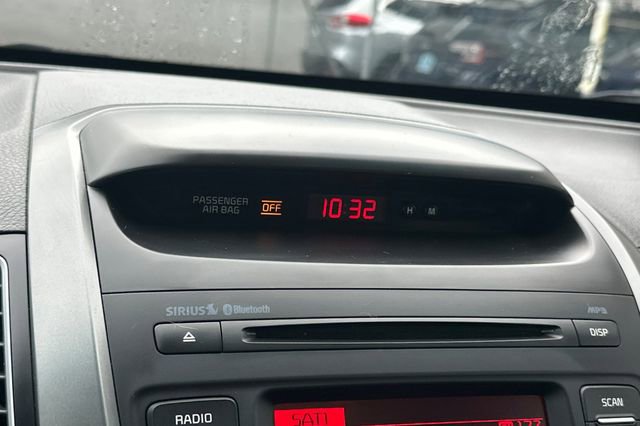 PASSENGER
AIR BAG
OFF
10:32
H M
SIRIUS
Bluetooth
MP3
DISP
RADIO
SCAN
SAT1